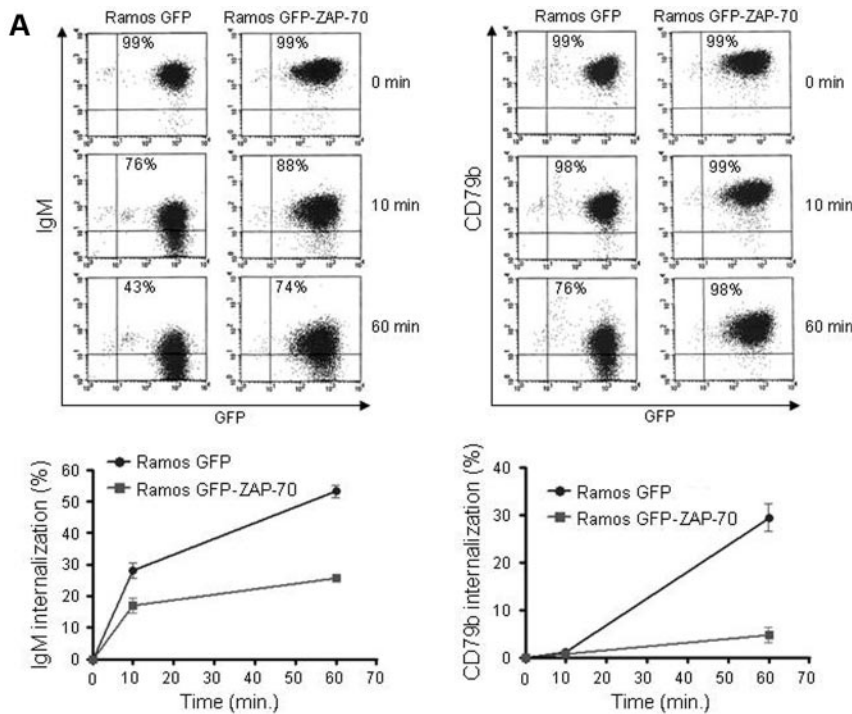 A
Ramos GFP Ramos GFP-ZAP-70
99% 99% 0 min
76% 88% 10 min
43% 74% 60 min
IgM
GFP
Ramos GFP Ramos GFP-ZAP-70
99% 99% 0 min
98% 99% 10 min
76% 98% 60 min
CD79b
GFP
IgM internalization (%)
60
50
40
30
20
10
0
Ramos GFP
Ramos GFP-ZAP-70
0 10 20 30 40 50 60 70
Time (min.)
CD79b internalization (%)
40
30
20
10
0
Ramos GFP
Ramos GFP-ZAP-70
0 10 20 30 40 50 60 70
Time (min.)